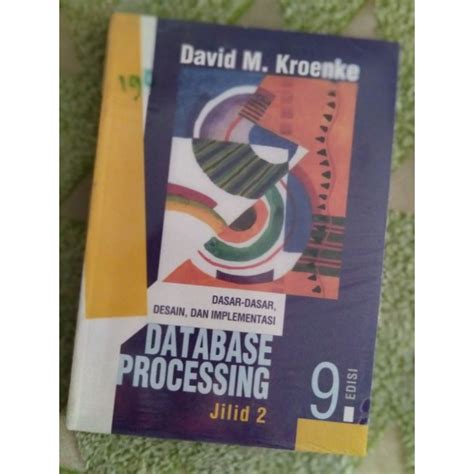 David M. Kroenke
DASAR-DASAR,
DESAIN, DAN IMPLEMENTASI
DATABASE
PROCESSING
Jilid 2
9.
EDISI